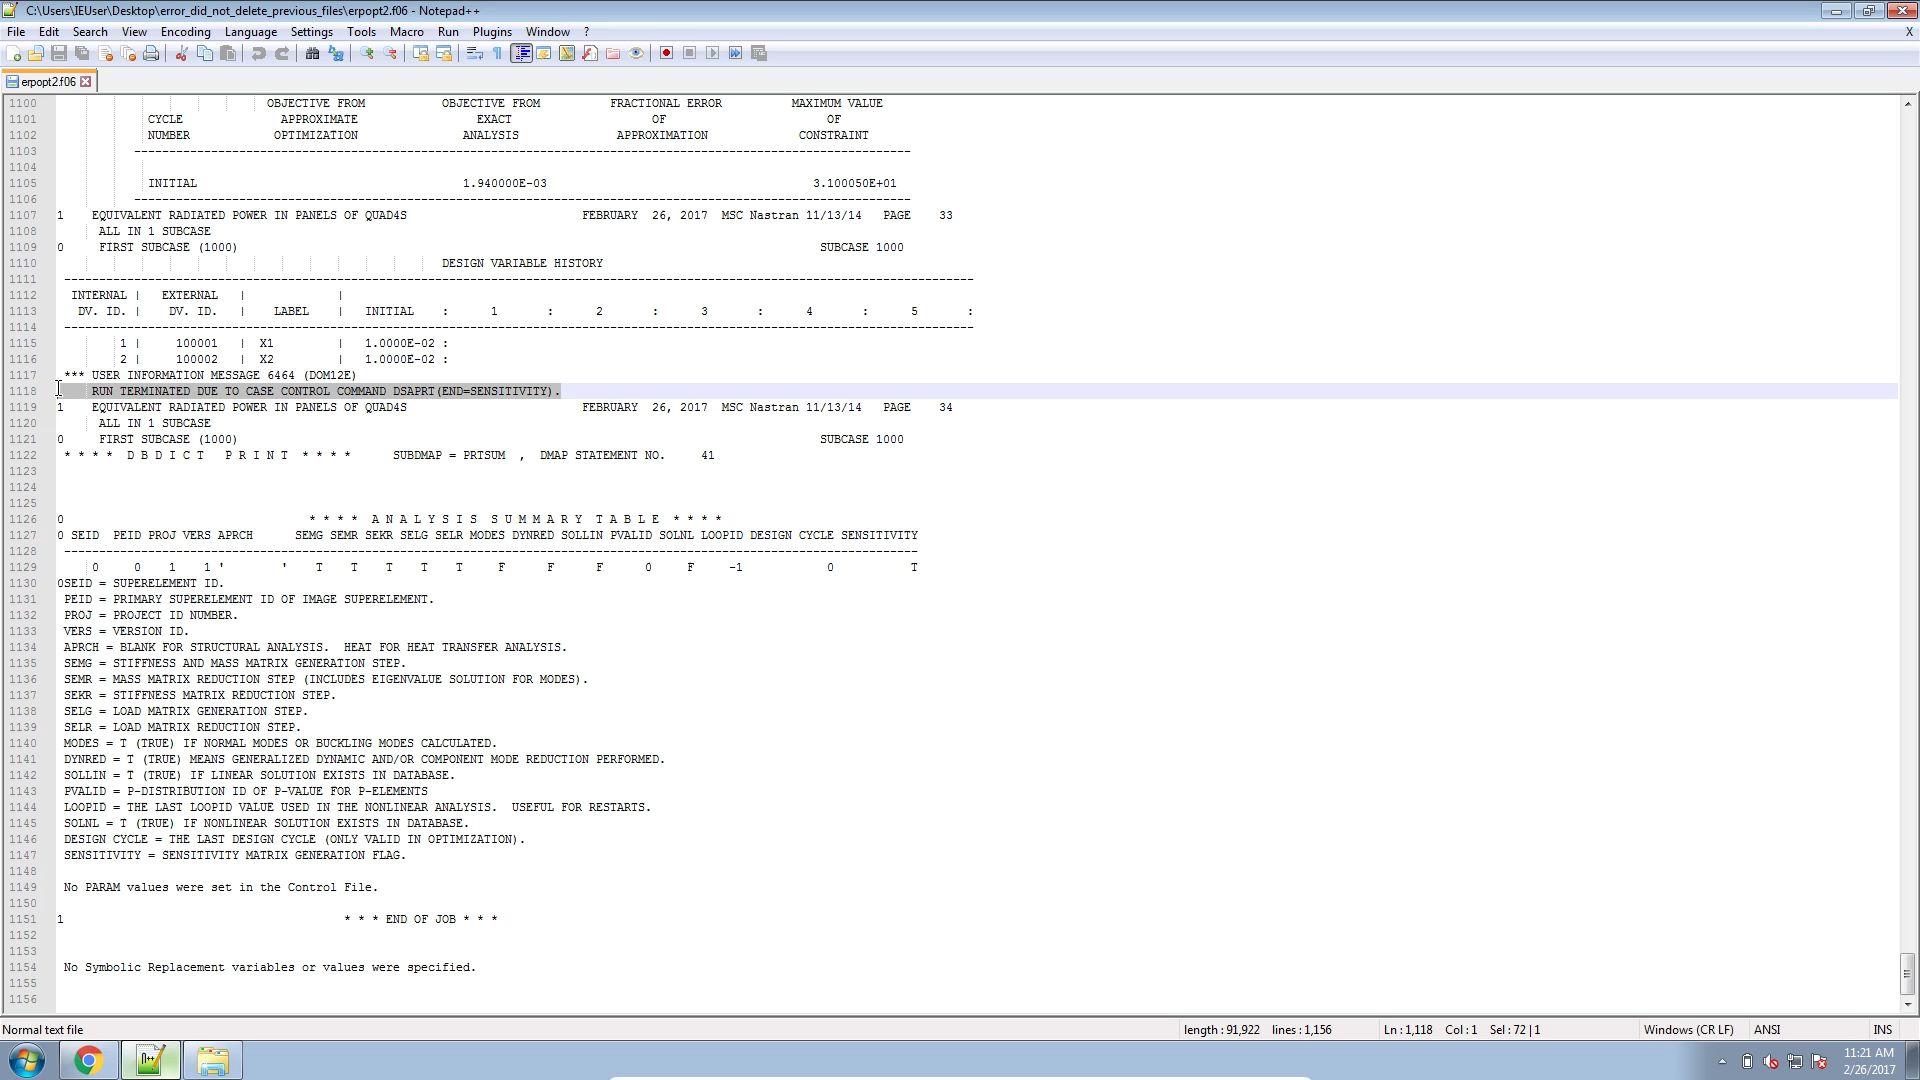 C:\Users\IEUser\Desktop\error_did_not_delete_previous_files\erpopt2.f06 - Notepad++
File Edit Search View Encoding Language Settings Tools Macro Run Plugins Window ? X
erpopt2.f06
1100 OBJECTIVE FROM OBJECTIVE FROM FRACTIONAL ERROR MAXIMUM VALUE
1101 CYCLE APPROXIMATE EXACT OF OF
1102 NUMBER OPTIMIZATION ANALYSIS APPROXIMATION CONSTRAINT
1103 ----------------------------------------------------------------------------------------------------------------
1104
1105 INITIAL 1.940000E-03 3.100050E+01
1106 ----------------------------------------------------------------------------------------------------------------
1107 1 EQUIVALENT RADIATED POWER IN PANELS OF QUAD4S FEBRUARY 26, 2017 MSC Nastran 11/13/14 PAGE 33
1108 ALL IN 1 SUBCASE
1109 0 FIRST SUBCASE (1000) SUBCASE 1000
1110 DESIGN VARIABLE HISTORY
1111 ----------------------------------------------------------------------------------------------------------------------------------
1112 INTERNAL | EXTERNAL | |
1113 DV. ID. | DV. ID. | LABEL | INITIAL : 1 : 2 : 3 : 4 : 5 :
1114 ----------------------------------------------------------------------------------------------------------------------------------
1115 1 | 100001 | X1 | 1.0000E-02 :
1116 2 | 100002 | X2 | 1.0000E-02 :
1117 *** USER INFORMATION MESSAGE 6464 (DOM12E)
1118 RUN TERMINATED DUE TO CASE CONTROL COMMAND DSAPRT(END=SENSITIVITY).
1119 1 EQUIVALENT RADIATED POWER IN PANELS OF QUAD4S FEBRUARY 26, 2017 MSC Nastran 11/13/14 PAGE 34
1120 ALL IN 1 SUBCASE
1121 0 FIRST SUBCASE (1000) SUBCASE 1000
1122 * * * * D B D I C T P R I N T * * * * SUBDMAP = PRTSUM , DMAP STATEMENT NO. 41
1123
1124
1125
1126 0 * * * * A N A L Y S I S S U M M A R Y T A B L E * * * *
1127 0 SEID PEID PROJ VERS APRCH SEMG SEMR SEKR SELG SELR MODES DYNRED SOLLIN PVALID SOLNL LOOPID DESIGN CYCLE SENSITIVITY
1128 --------------------------------------------------------------------------------------------------------------------------
1129 0 0 1 1 ' ' T T T T T F F F 0 F -1 0 T
1130 0SEID = SUPERELEMENT ID.
1131 PEID = PRIMARY SUPERELEMENT ID OF IMAGE SUPERELEMENT.
1132 PROJ = PROJECT ID NUMBER.
1133 VERS = VERSION ID.
1134 APRCH = BLANK FOR STRUCTURAL ANALYSIS. HEAT FOR HEAT TRANSFER ANALYSIS.
1135 SEMG = STIFFNESS AND MASS MATRIX GENERATION STEP.
1136 SEMR = MASS MATRIX REDUCTION STEP (INCLUDES EIGENVALUE SOLUTION FOR MODES).
1137 SEKR = STIFFNESS MATRIX REDUCTION STEP.
1138 SELG = LOAD MATRIX GENERATION STEP.
1139 SELR = LOAD MATRIX REDUCTION STEP.
1140 MODES = T (TRUE) IF NORMAL MODES OR BUCKLING MODES CALCULATED.
1141 DYNRED = T (TRUE) MEANS GENERALIZED DYNAMIC AND/OR COMPONENT MODE REDUCTION PERFORMED.
1142 SOLLIN = T (TRUE) IF LINEAR SOLUTION EXISTS IN DATABASE.
1143 PVALID = P-DISTRIBUTION ID OF P-VALUE FOR P-ELEMENTS
1144 LOOPID = THE LAST LOOPID VALUE USED IN THE NONLINEAR ANALYSIS. USEFUL FOR RESTARTS.
1145 SOLNL = T (TRUE) IF NONLINEAR SOLUTION EXISTS IN DATABASE.
1146 DESIGN CYCLE = THE LAST DESIGN CYCLE (ONLY VALID IN OPTIMIZATION).
1147 SENSITIVITY = SENSITIVITY MATRIX GENERATION FLAG.
1148
1149 No PARAM values were set in the Control File.
1150
1151 1 * * * END OF JOB * * *
1152
1153
1154 No Symbolic Replacement variables or values were specified.
1155
1156
Normal text file length : 91,922 lines : 1,156 Ln : 1,118 Col : 1 Sel : 72 | 1 Windows (CR LF) ANSI INS
11:21 AM
2/26/2017